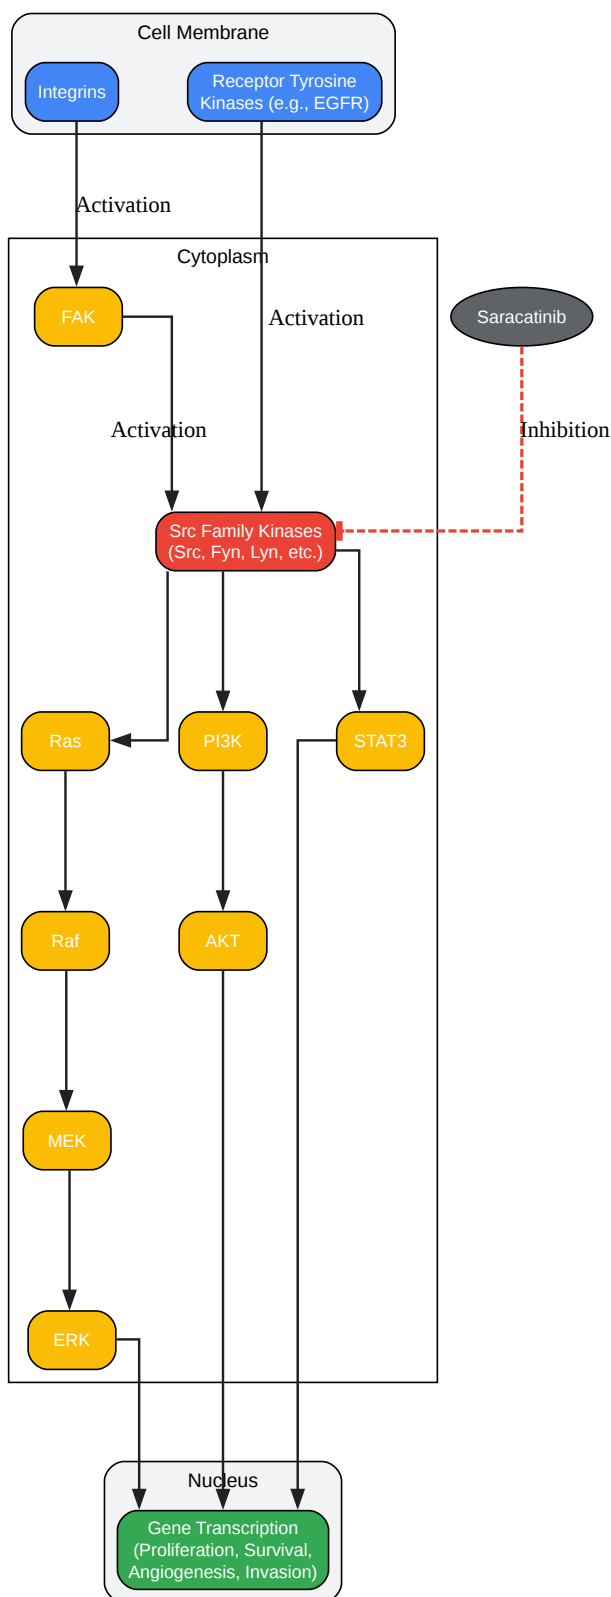 Cell Membrane
Integrins
Receptor Tyrosine
Kinases (e.g., EGFR)
Activation
Cytoplasm
FAK
Activation
Saracatinib
Activation
Inhibition
Src Family Kinases
(Src, Fyn, Lyn, etc.)
Ras
PI3K
STAT3
Raf
AKT
MEK
ERK
Nucleus
Gene Transcription
(Proliferation, Survival,
Angiogenesis, Invasion)